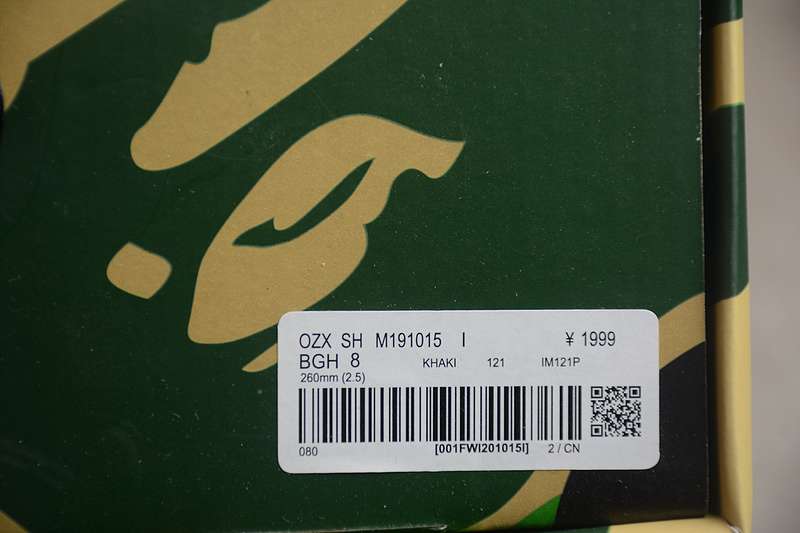 OZX SH M191015 I ¥ 1999
BGH 8 KHAKI 121 IM121P
260mm (2.5)
080 [001FWI201015I] 2 / CN